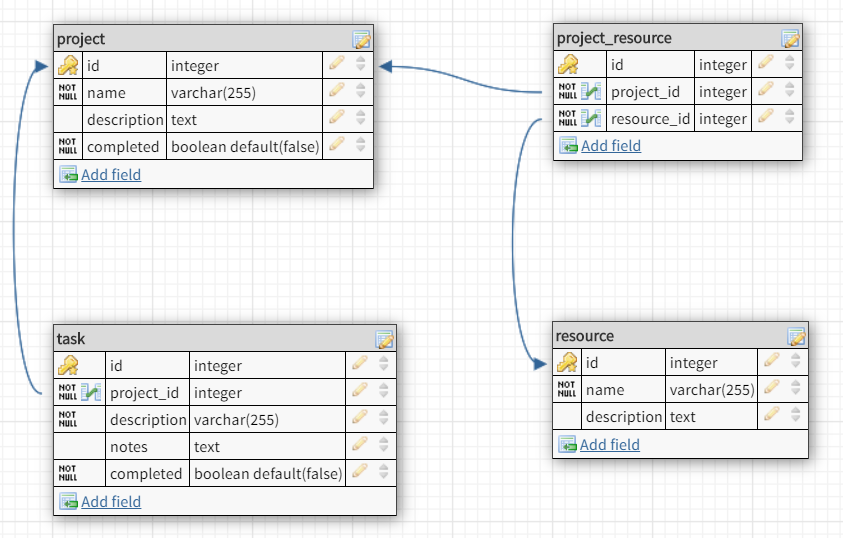 project
id integer
NOT NULL name varchar(255)
description text
NOT NULL completed boolean default(false)
Add field
project_resource
id integer
NOT NULL project_id integer
NOT NULL resource_id integer
Add field
task
id integer
NOT NULL project_id integer
NOT NULL description varchar(255)
notes text
NOT NULL completed boolean default(false)
Add field
resource
id integer
NOT NULL name varchar(255)
description text
Add field